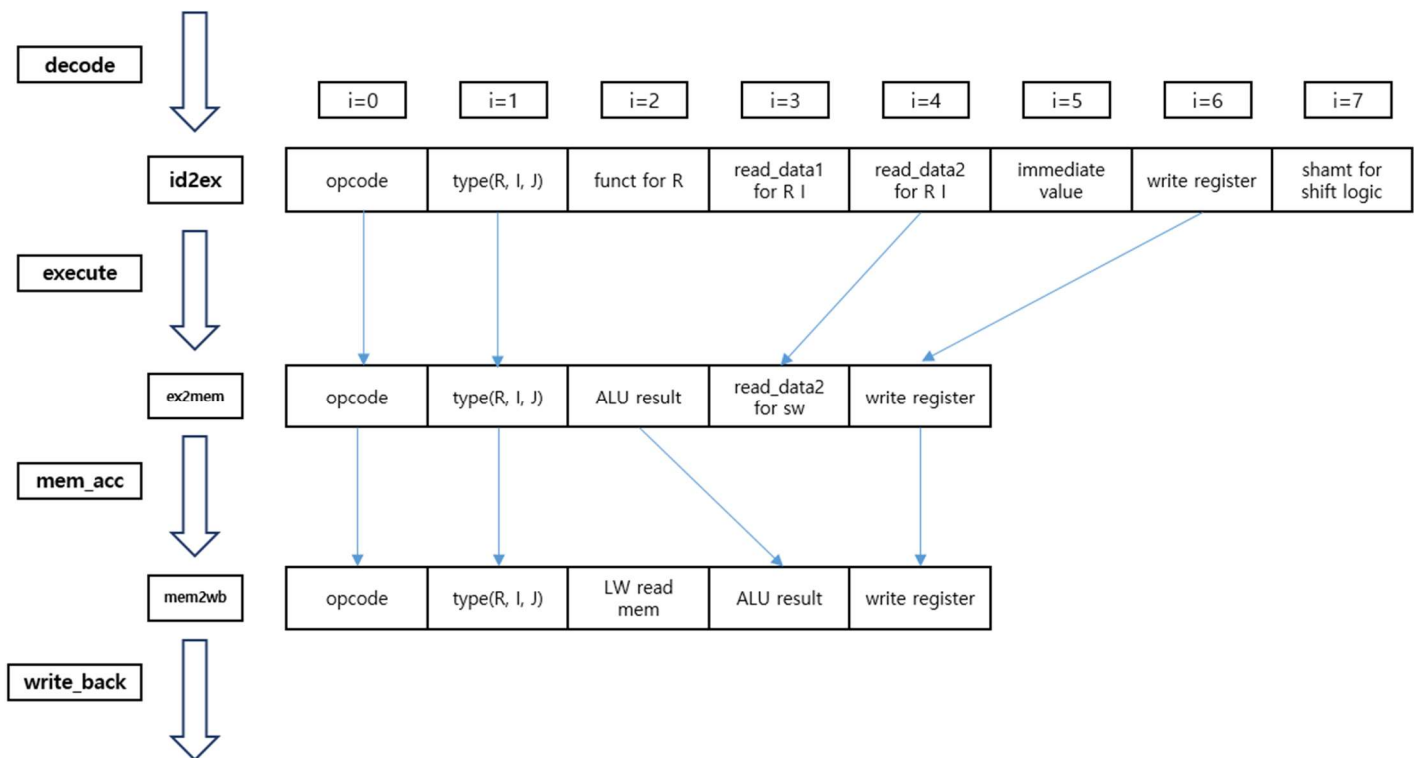 decode
i=0
i=1
i=2
i=3
i=4
i=5
i=6
i=7
id2ex
opcode
type(R, I, J)
funct for R
read_data1
for R I
read_data2
for R I
immediate
value
write register
shamt for
shift logic
execute
ex2mem
opcode
type(R, I, J)
ALU result
read_data2
for sw
write register
mem_acc
mem2wb
opcode
type(R, I, J)
LW read
mem
ALU result
write register
write_back